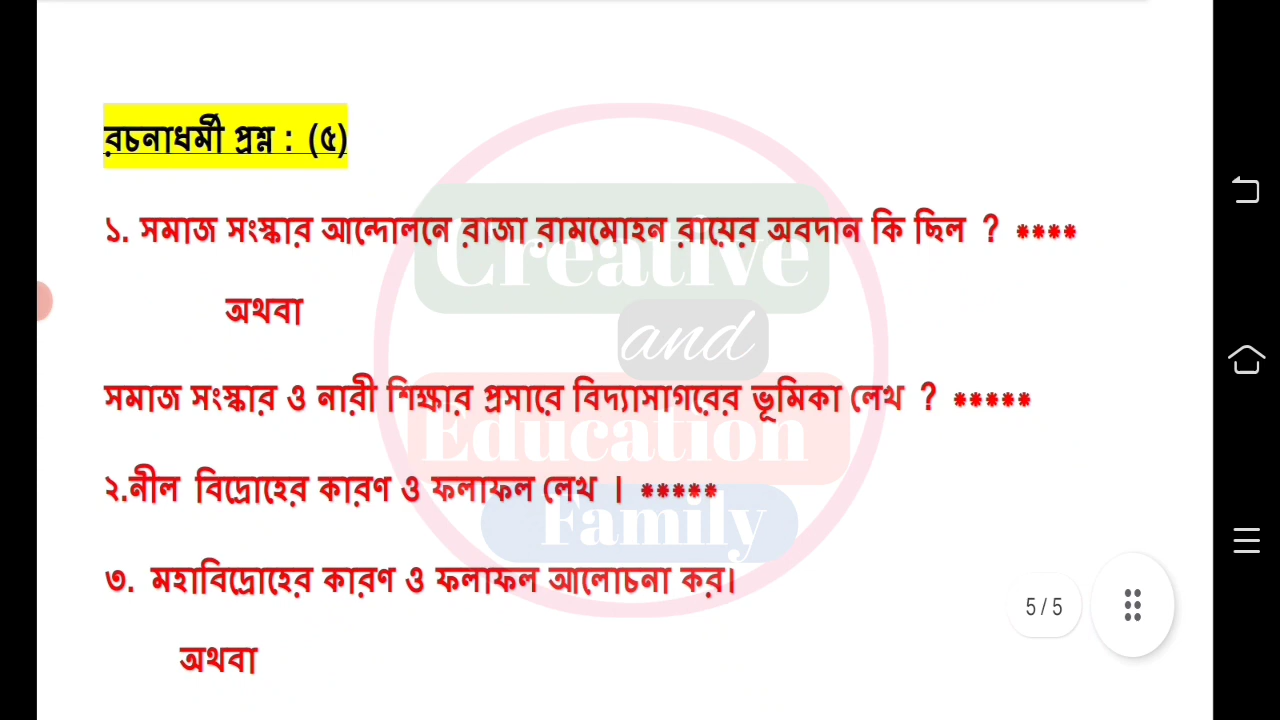 রচনাধর্মী প্রশ্ন : (৫)
১. সমাজ সংস্কার আন্দোলনে রাজা রামমোহন রায়ের অবদান কি ছিল ? ****
অথবা
সমাজ সংস্কার ও নারী শিক্ষার প্রসারে বিদ্যাসাগরের ভূমিকা লেখ ? *****
২.নীল বিদ্রোহের কারণ ও ফলাফল লেখ । *****
৩. মহাবিদ্রোহের কারণ ও ফলাফল আলোচনা কর।
অথবা
Creative
and
Education
Family
5 / 5